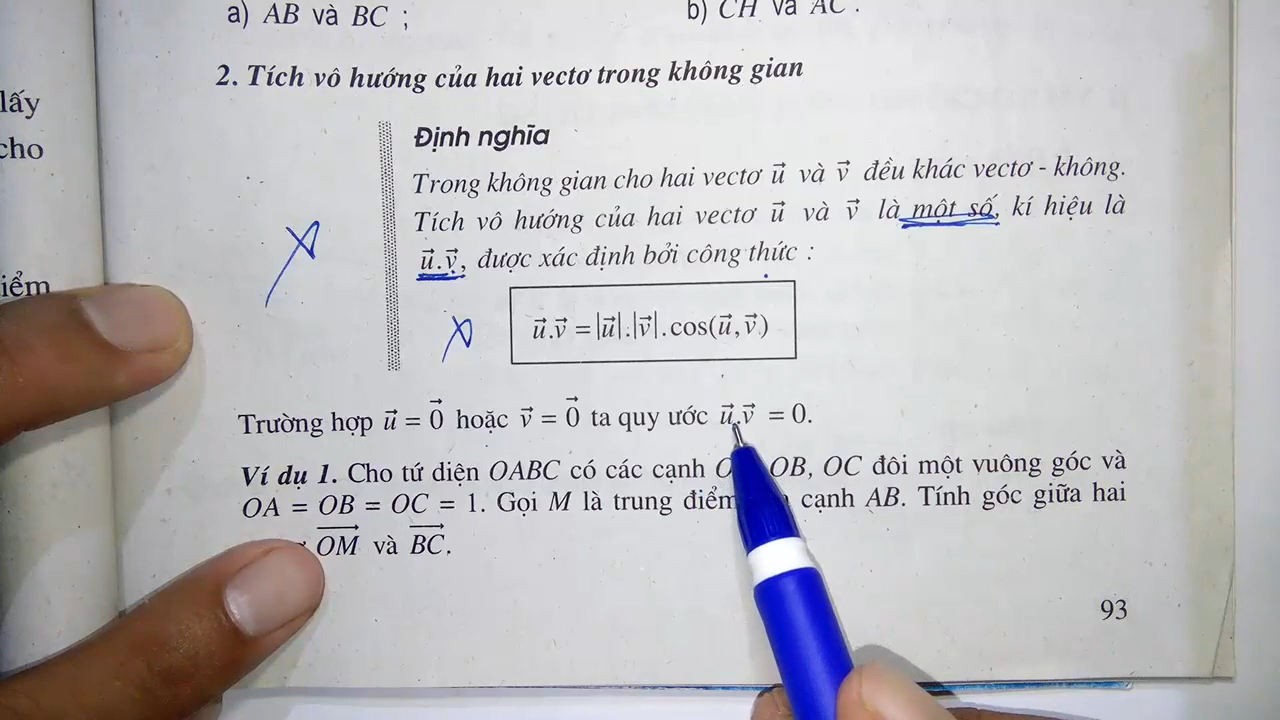 a) AB và BC ;
b) CH và AC .
2. Tích vô hướng của hai vectơ trong không gian
lấy
cho
Định nghĩa
Trong không gian cho hai vectơ u⃗ và v⃗ đều khác vectơ - không.
Tích vô hướng của hai vectơ u⃗ và v⃗ là một số, kí hiệu là
u⃗.v⃗, được xác định bởi công thức :
iểm
u⃗.v⃗ = |u⃗|.|v⃗|.cos(u⃗,v⃗)
Trường hợp u⃗ = 0⃗ hoặc v⃗ = 0⃗ ta quy ước u⃗.v⃗ = 0.
Ví dụ 1. Cho tứ diện OABC có các cạnh OB, OC đôi một vuông góc và
OA = OB = OC = 1. Gọi M là trung điểm cạnh AB. Tính góc giữa hai
OM⃗ và BC⃗.
93